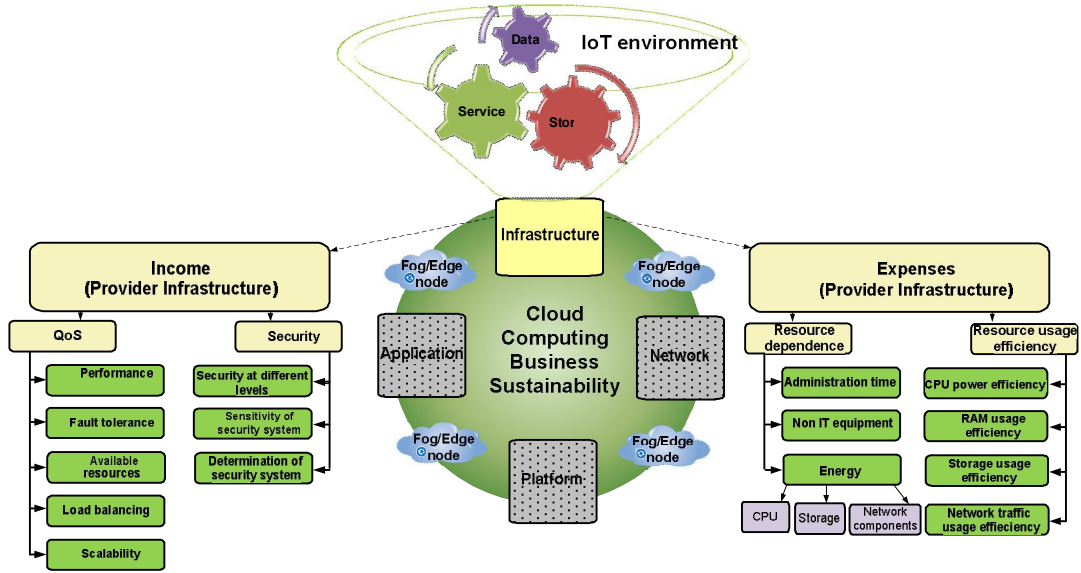 Data
IoT environment
Service
Stor
Infrastructure
Income
(Provider Infrastructure)
QoS
Security
Performance
Fault tolerance
Available
resources
Load balancing
Scalability
Security at different
levels
Sensitivity of
security system
Determination of
security system
Fog/Edge
node
Fog/Edge
node
Application
Cloud
Computing
Business
Sustainability
Network
Fog/Edge
node
Fog/Edge
node
Platform
Expenses
(Provider Infrastructure)
Resource
dependence
Resource usage
efficiency
Administration time
Non IT equipment
Energy
CPU
Storage
Network
components
CPU power efficiency
RAM usage
efficiency
Storage usage
efficiency
Network traffic
usage effieciency